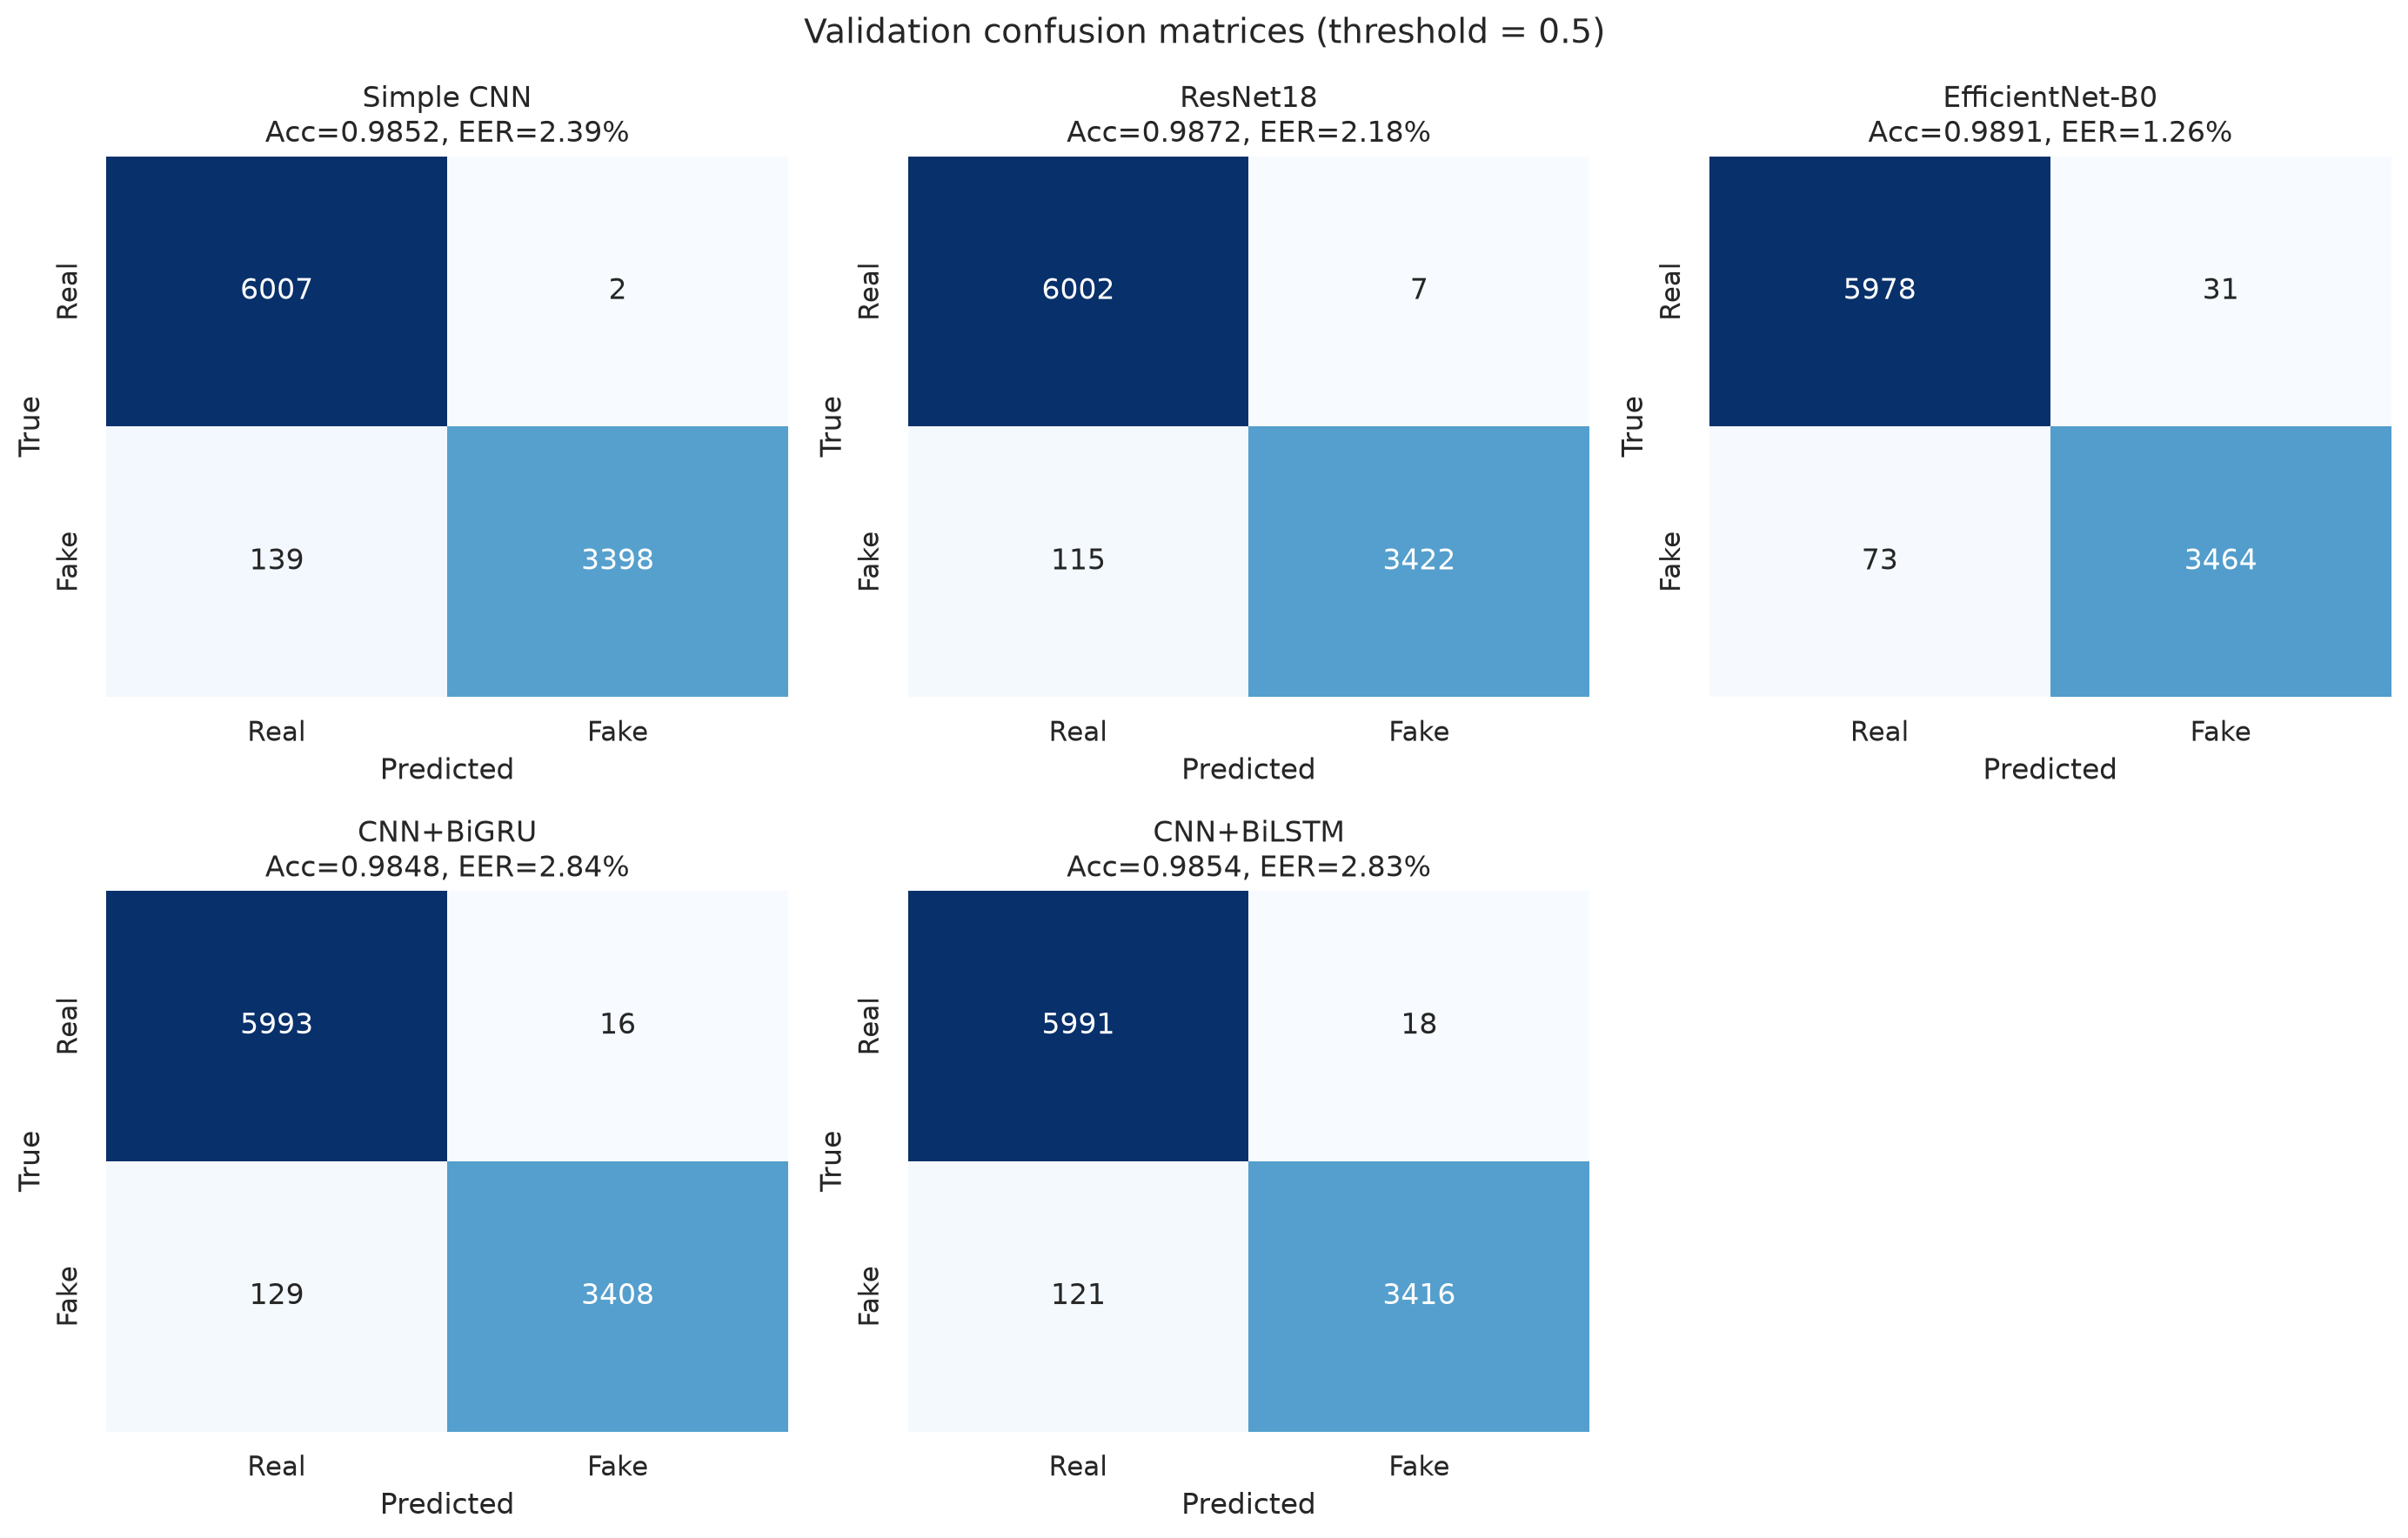 Validation confusion matrices (threshold = 0.5)
Simple CNN
Acc=0.9852, EER=2.39%
True
Real
6007
2
Fake
139
3398
Real
Fake
Predicted
ResNet18
Acc=0.9872, EER=2.18%
True
Real
6002
7
Fake
115
3422
Real
Fake
Predicted
EfficientNet-B0
Acc=0.9891, EER=1.26%
True
Real
5978
31
Fake
73
3464
Real
Fake
Predicted
CNN+BiGRU
Acc=0.9848, EER=2.84%
True
Real
5993
16
Fake
129
3408
Real
Fake
Predicted
CNN+BiLSTM
Acc=0.9854, EER=2.83%
True
Real
5991
18
Fake
121
3416
Real
Fake
Predicted